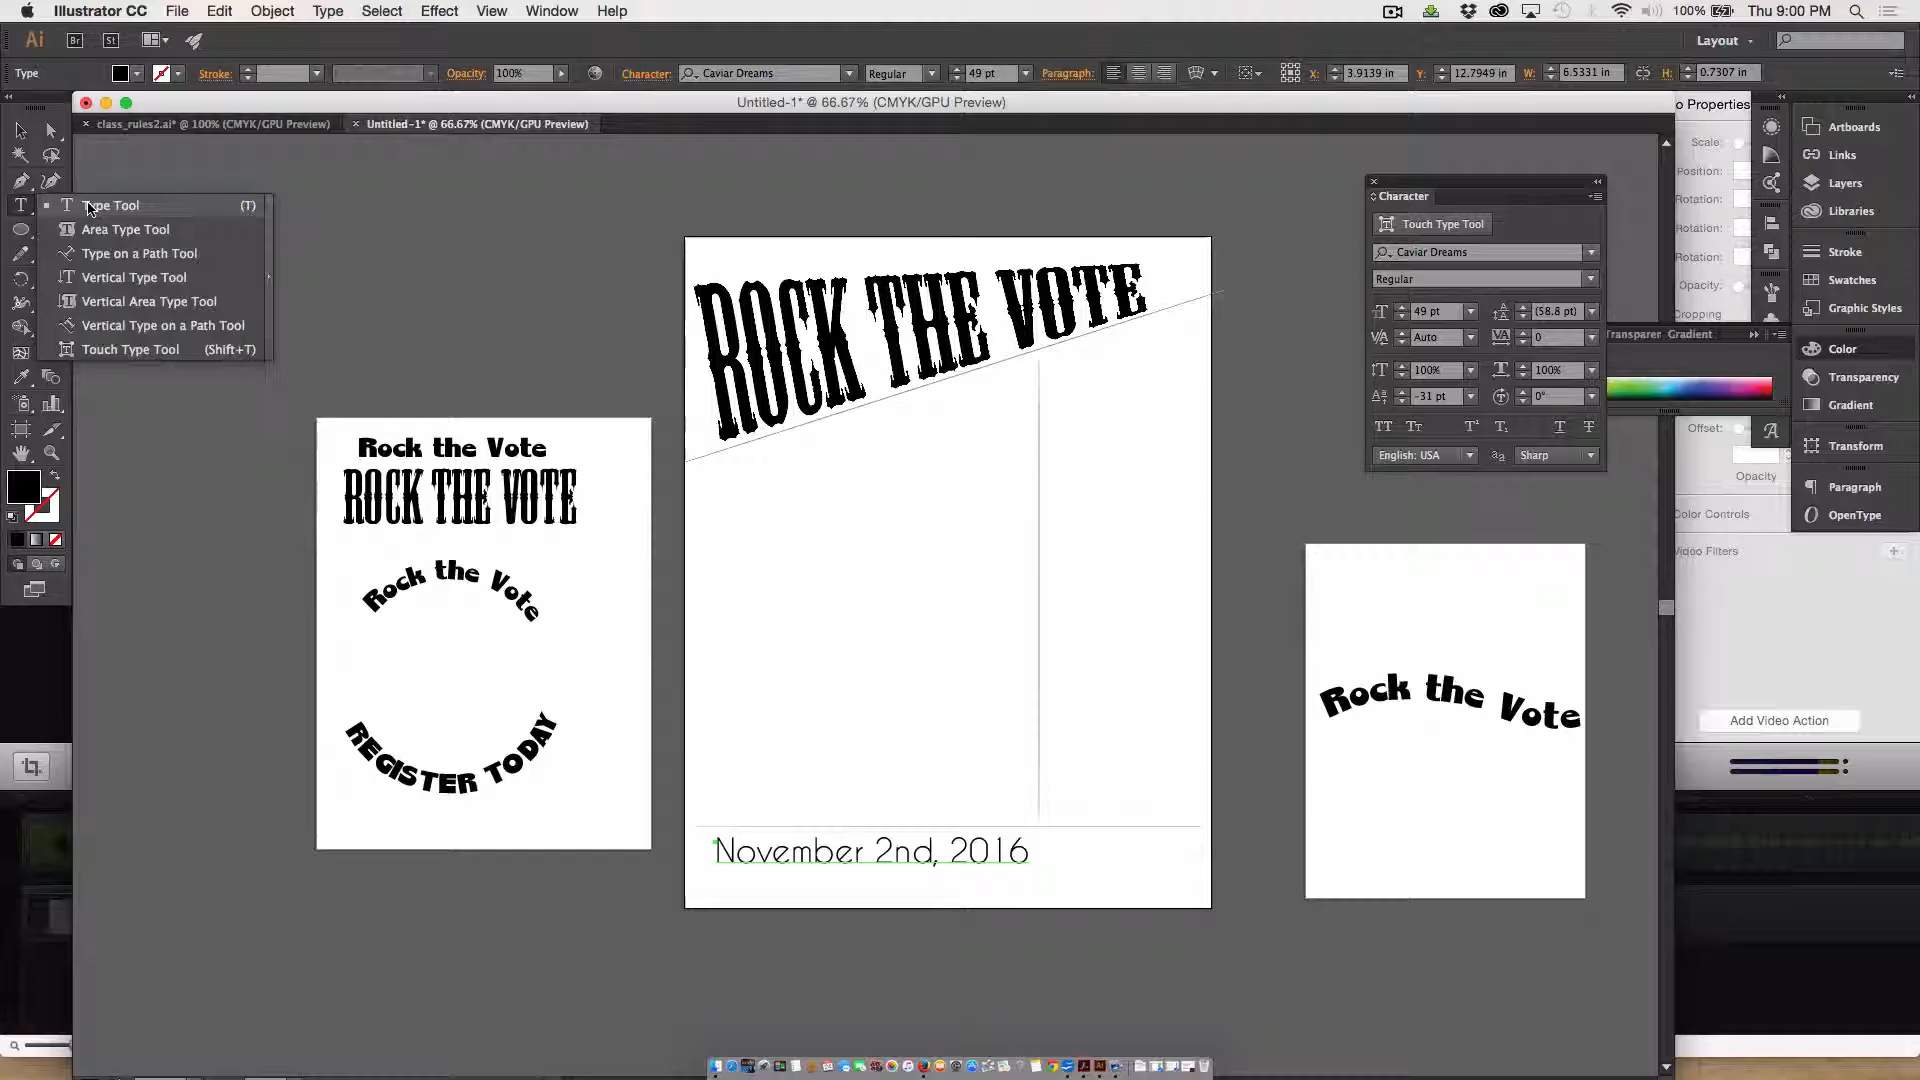 Illustrator CC File Edit Object Type Select Effect View Window Help 100% Thu 9:00 PM
Ai Br St Layout
Type Stroke: Opacity: 100% Character: Caviar Dreams Regular 49 pt Paragraph: X: 3.9139 in Y: 12.7949 in W: 6.5331 in H: 0.7307 in
Untitled-1* @ 66.67% (CMYK/GPU Preview)
class_rules2.ai* @ 100% (CMYK/GPU Preview) Untitled-1* @ 66.67% (CMYK/GPU Preview)
Type Tool (T)
Area Type Tool
Type on a Path Tool
Vertical Type Tool
Vertical Area Type Tool
Vertical Type on a Path Tool
Touch Type Tool (Shift+T)
Rock the Vote
ROCK THE VOTE
Rock the Vote
REGISTER TODAY
ROCK THE VOTE
November 2nd, 2016
Rock the Vote
Character
Touch Type Tool
Caviar Dreams
Regular
49 pt (58.8 pt)
Auto 0
100% 100%
-31 pt 0°
English: USA Sharp
o Properties
Scale:
Position:
Rotation:
Rotation:
Rotation:
Opacity:
Cropping
Transparer Gradient
Offset:
Opacity
Color Controls
Video Filters
Add Video Action
Artboards
Links
Layers
Libraries
Stroke
Swatches
Graphic Styles
Color
Transparency
Gradient
Transform
Paragraph
OpenType